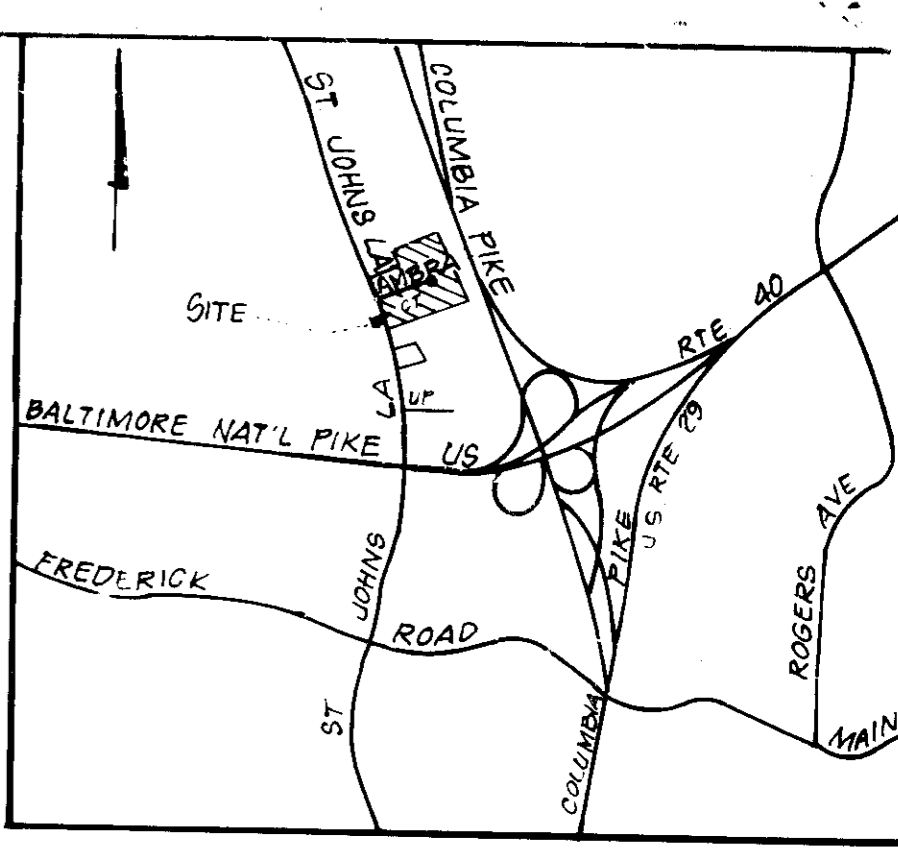 ST JOHNS LA
COLUMBIA PIKE
AMBRA
CT
SITE
RTE 40
LA
UP
BALTIMORE NAT'L PIKE US
US RTE 29
PIKE
AVE
FREDERICK
JOHNS
ROAD
ROGERS
ST
COLUMBIA
MAIN